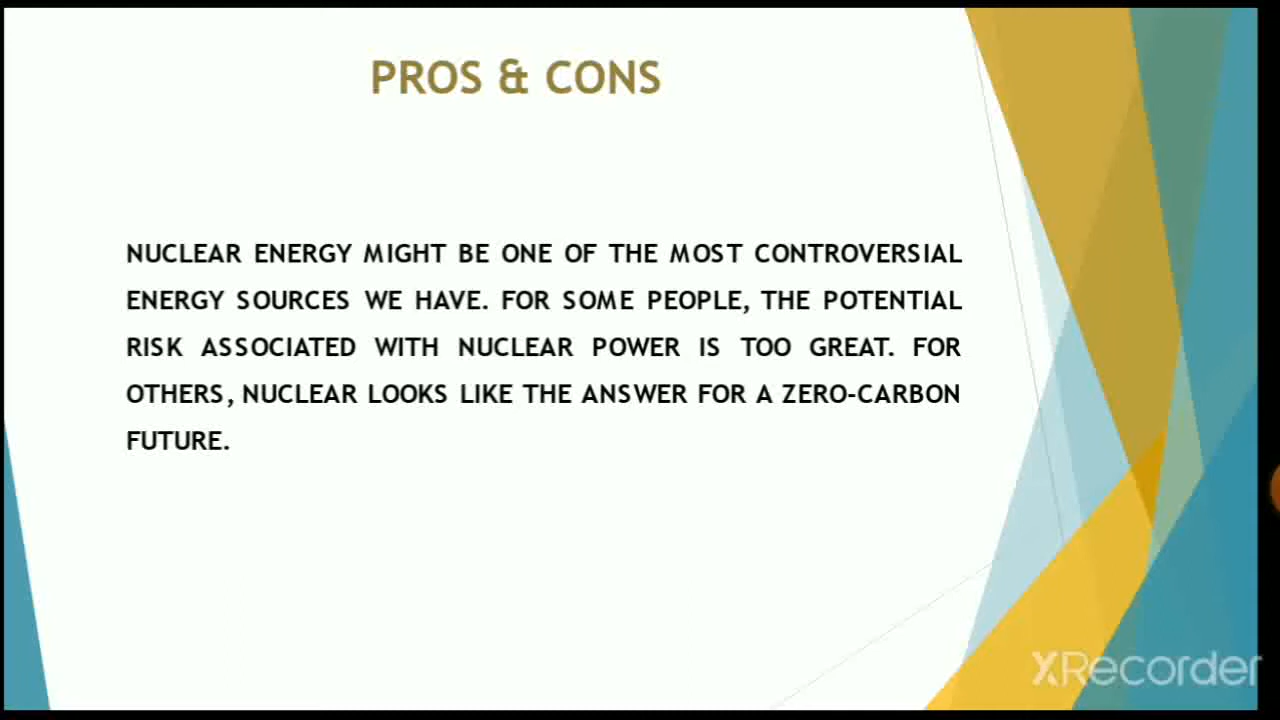 PROS & CONS
NUCLEAR ENERGY MIGHT BE ONE OF THE MOST CONTROVERSIAL
ENERGY SOURCES WE HAVE. FOR SOME PEOPLE, THE POTENTIAL
RISK ASSOCIATED WITH NUCLEAR POWER IS TOO GREAT. FOR
OTHERS, NUCLEAR LOOKS LIKE THE ANSWER FOR A ZERO-CARBON
FUTURE.
XRecorder